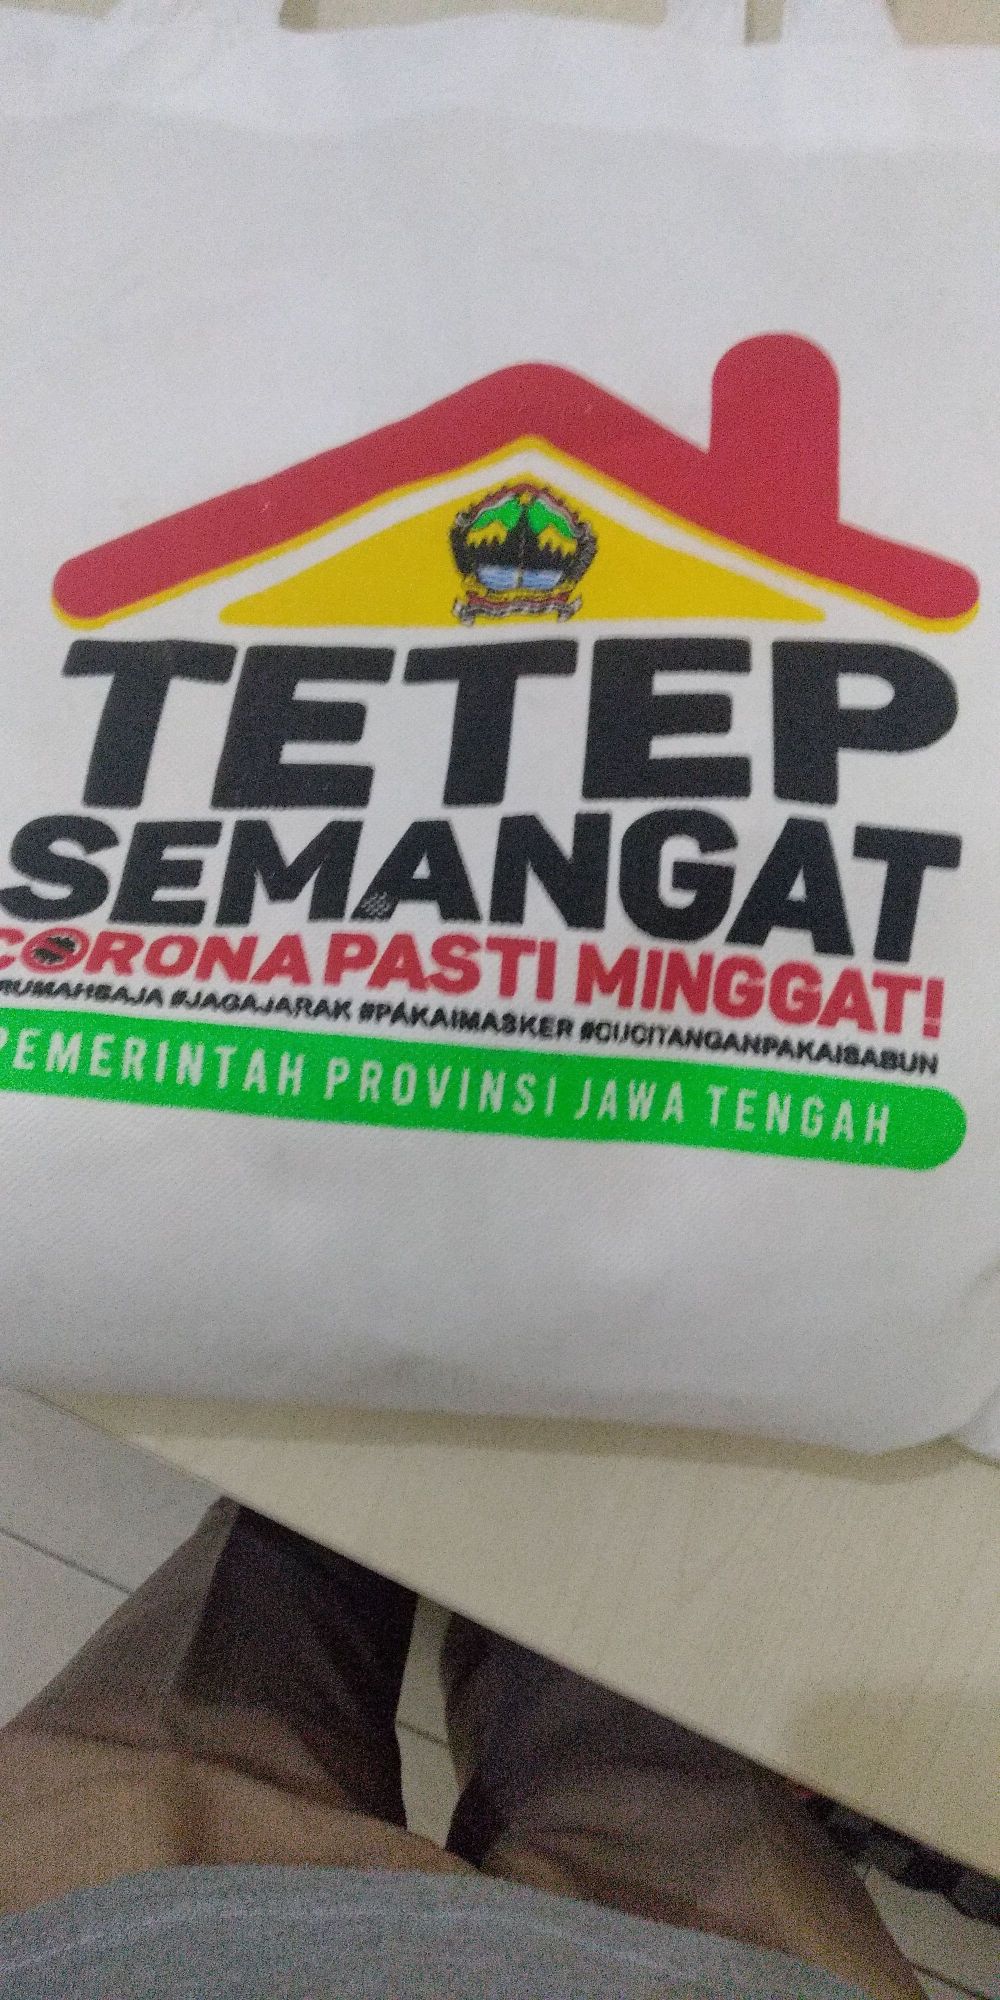 TETEP
SEMANGAT
CORONA PASTI MINGGAT!
RUMAHSAJA #JAGAJARAK #PAKAIMASKER #CUCITANGANPAKAISABUN
PEMERINTAH PROVINSI JAWA TENGAH